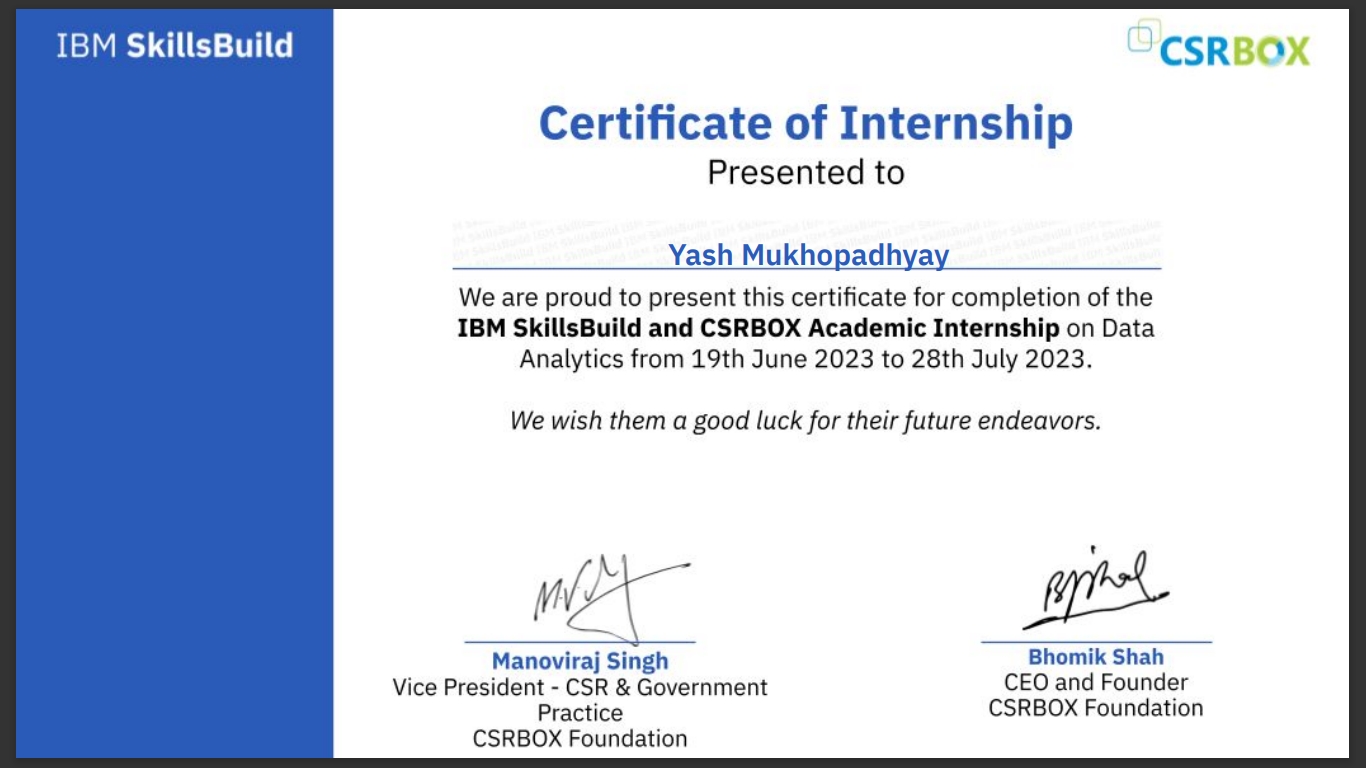 IBM SkillsBuild
CSRBOX
Certificate of Internship
Presented to
Yash Mukhopadhyay
We are proud to present this certificate for completion of the
IBM SkillsBuild and CSRBOX Academic Internship on Data
Analytics from 19th June 2023 to 28th July 2023.
We wish them a good luck for their future endeavors.
Manoviraj Singh
Vice President - CSR & Government
Practice
CSRBOX Foundation
Bhomik Shah
CEO and Founder
CSRBOX Foundation